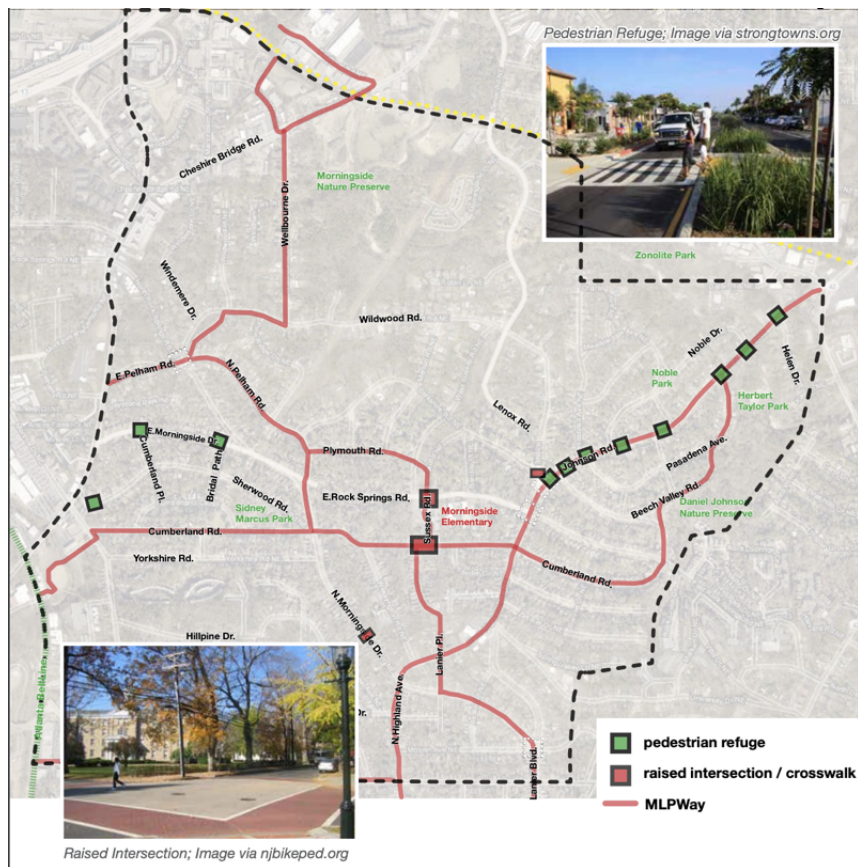 Pedestrian Refuge; Image via strongtowns.org
Cheshire Bridge Rd.
Morningside
Nature Preserve
Wellbourne Dr.
Zonolite Park
Windemere Dr.
Wildwood Rd.
Noble Dr.
Helen Dr.
E.Pelham Rd.
N.Pelham Rd
Noble
Park
Herbert
Taylor Park
Lenox Rd.
E.Morningside Dr.
Cumberland Pl.
Bridal Path
Plymouth Rd.
Johnson Rd.
Pasadena Ave.
Sherwood Rd.
E.Rock Springs Rd.
Beech Valley Rd.
Sidney
Marcus Park
Sussex Rd.
Morningside
Elementary
Daniel Johnson
Nature Preserve
Cumberland Rd.
Yorkshire Rd.
Cumberland Rd.
N.Morningside Dr.
Hillpine Dr.
Lanier Pl.
Atlanta Beltline
N.Highland Ave.
Dr.
Lanier Blvd.
pedestrian refuge
raised intersection / crosswalk
MLPWay
Raised Intersection; Image via njbikeped.org